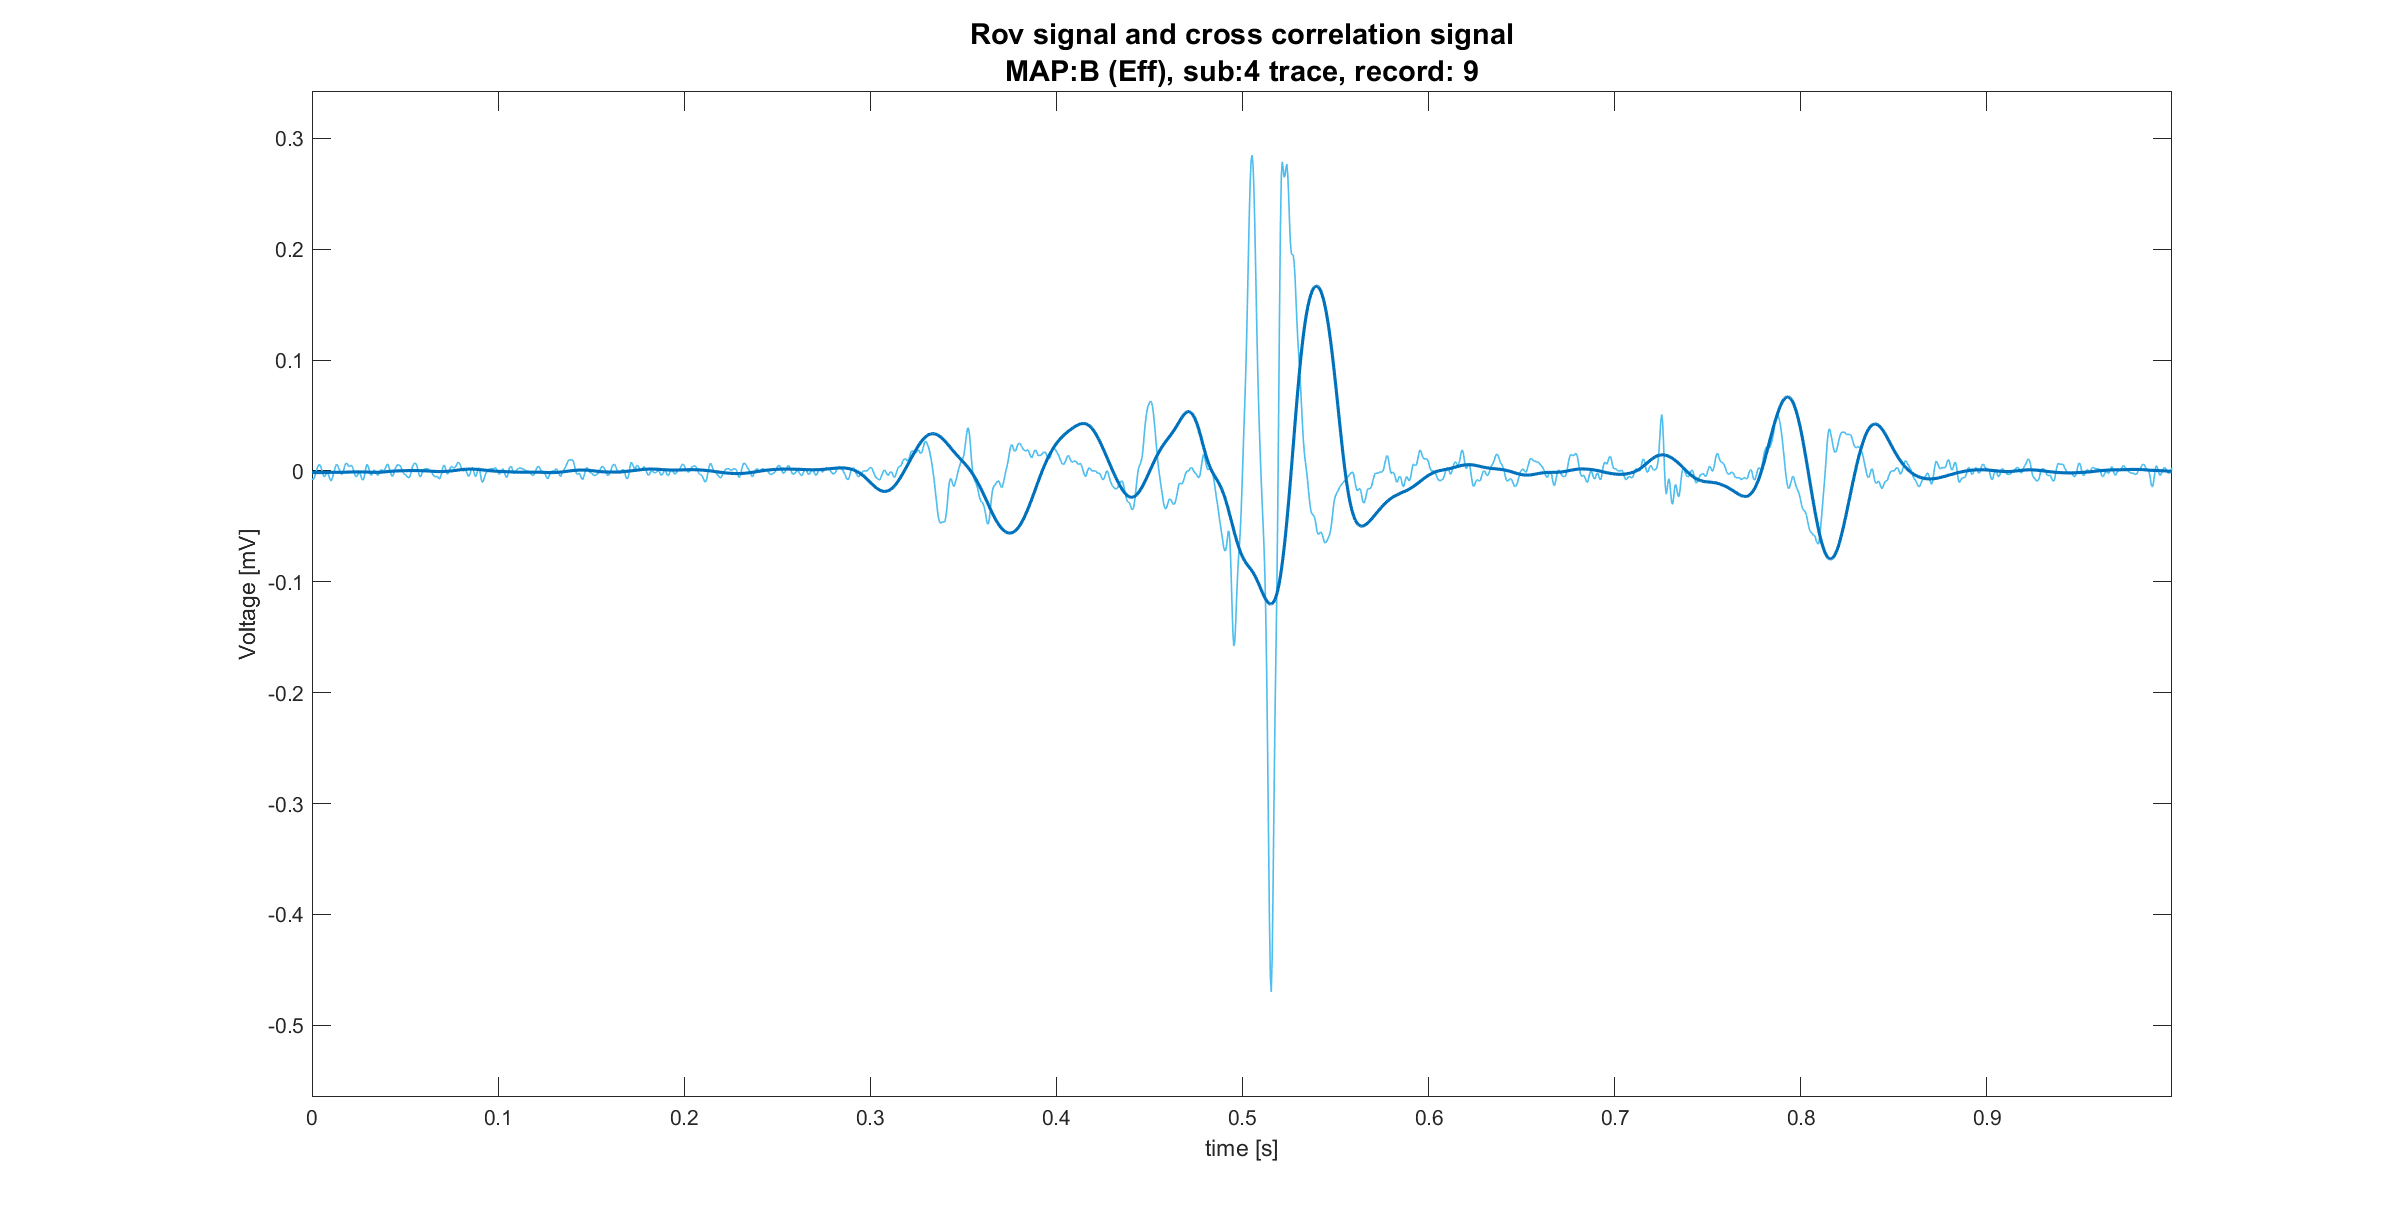 Rov signal and cross correlation signal
MAP:B (Eff), sub:4 trace, record: 9
0.3
0.2
0.1
0
-0.1
-0.2
-0.3
-0.4
-0.5
Voltage [mV]
0 0.1 0.2 0.3 0.4 0.5 0.6 0.7 0.8 0.9
time [s]